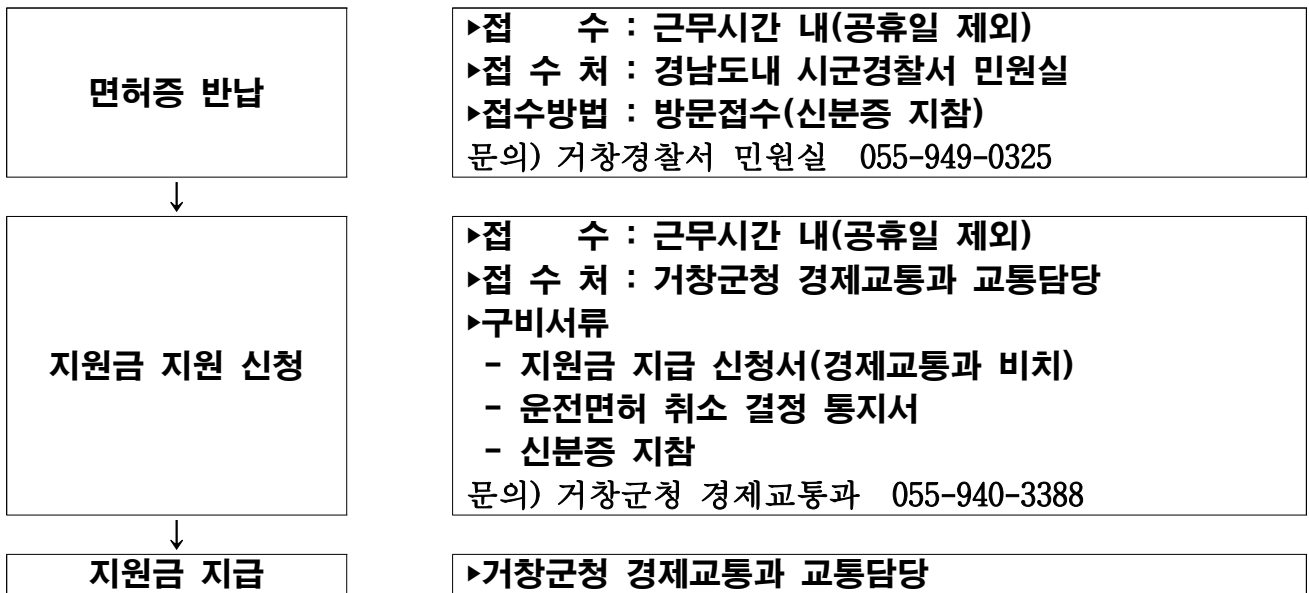 면허증 반납
▸접 수 : 근무시간 내(공휴일 제외)
▸접 수 처 : 경남도내 시군경찰서 민원실
▸접수방법 : 방문접수(신분증 지참)
문의) 거창경찰서 민원실 055-949-0325
↓
지원금 지원 신청
▸접 수 : 근무시간 내(공휴일 제외)
▸접 수 처 : 거창군청 경제교통과 교통담당
▸구비서류
- 지원금 지급 신청서(경제교통과 비치)
- 운전면허 취소 결정 통지서
- 신분증 지참
문의) 거창군청 경제교통과 055-940-3388
↓
지원금 지급
▸거창군청 경제교통과 교통담당